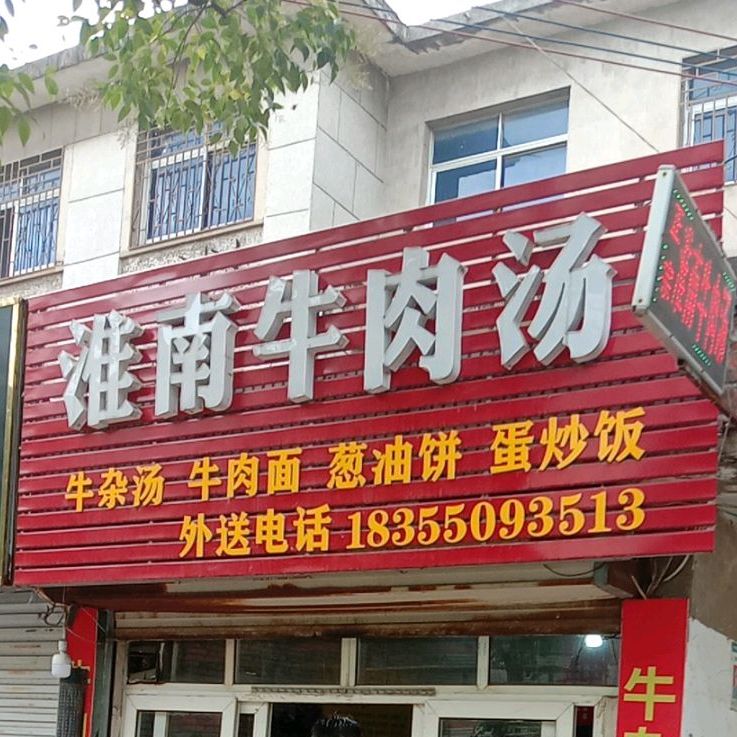 淮南牛肉汤
牛杂汤 牛肉面 葱油饼 蛋炒饭
外送电话 18355093513
牛